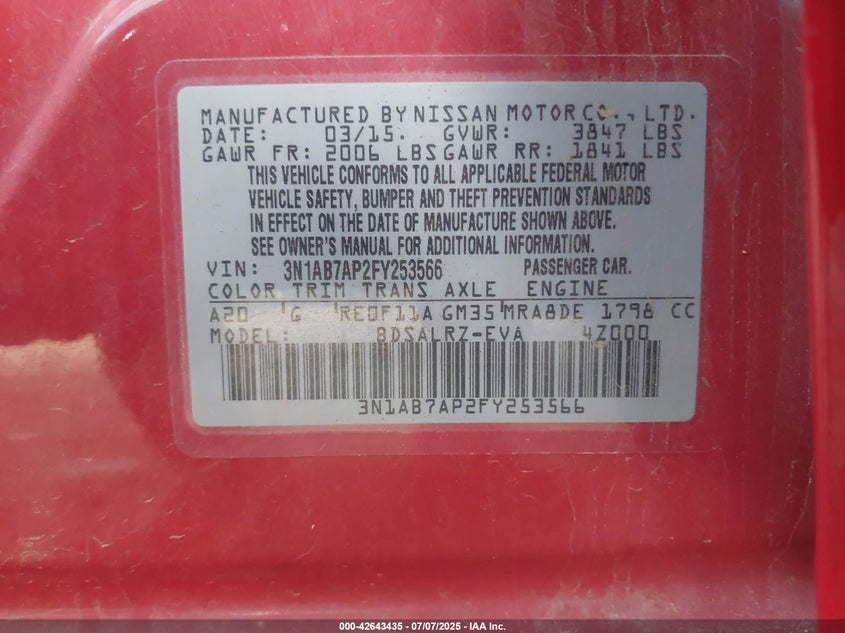 MANUFACTURED BY NISSAN MOTOR CO., LTD.
DATE: 03/15. GVWR: 3847 LBS
GAWR FR: 2006 LBS GAWR RR: 1841 LBS
THIS VEHICLE CONFORMS TO ALL APPLICABLE FEDERAL MOTOR
VEHICLE SAFETY, BUMPER AND THEFT PREVENTION STANDARDS
IN EFFECT ON THE DATE OF MANUFACTURE SHOWN ABOVE.
SEE OWNER'S MANUAL FOR ADDITIONAL INFORMATION.
VIN: 3N1AB7AP2FY253566 PASSENGER CAR.
COLOR TRIM TRANS AXLE ENGINE
A20 G RE0F11A GM35 MRA8DE 1798 CC
MODEL: BDSALRZ-EVA 4Z000
3N1AB7AP2FY253566
000-42643435 - 07/07/2025 - IAA Inc.